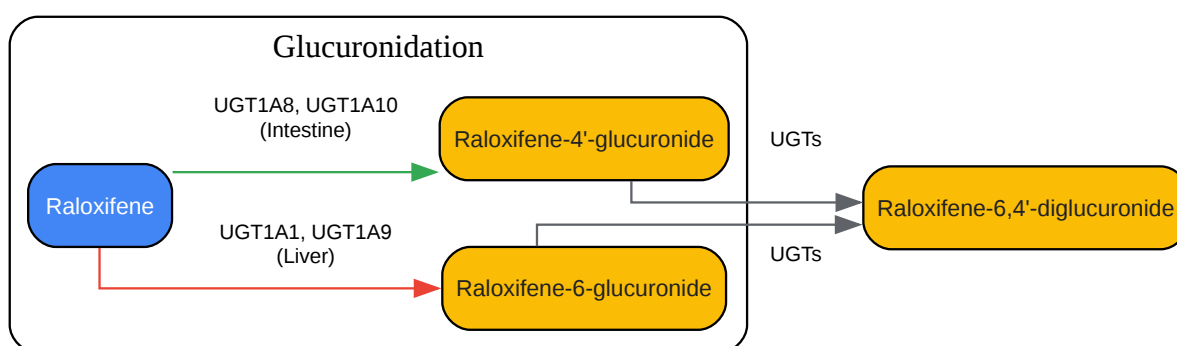 Glucuronidation
UGT1A8, UGT1A10
(Intestine)
Raloxifene-4'-glucuronide
UGTs
Raloxifene
Raloxifene-6,4'-diglucuronide
UGT1A1, UGT1A9
(Liver)
Raloxifene-6-glucuronide
UGTs